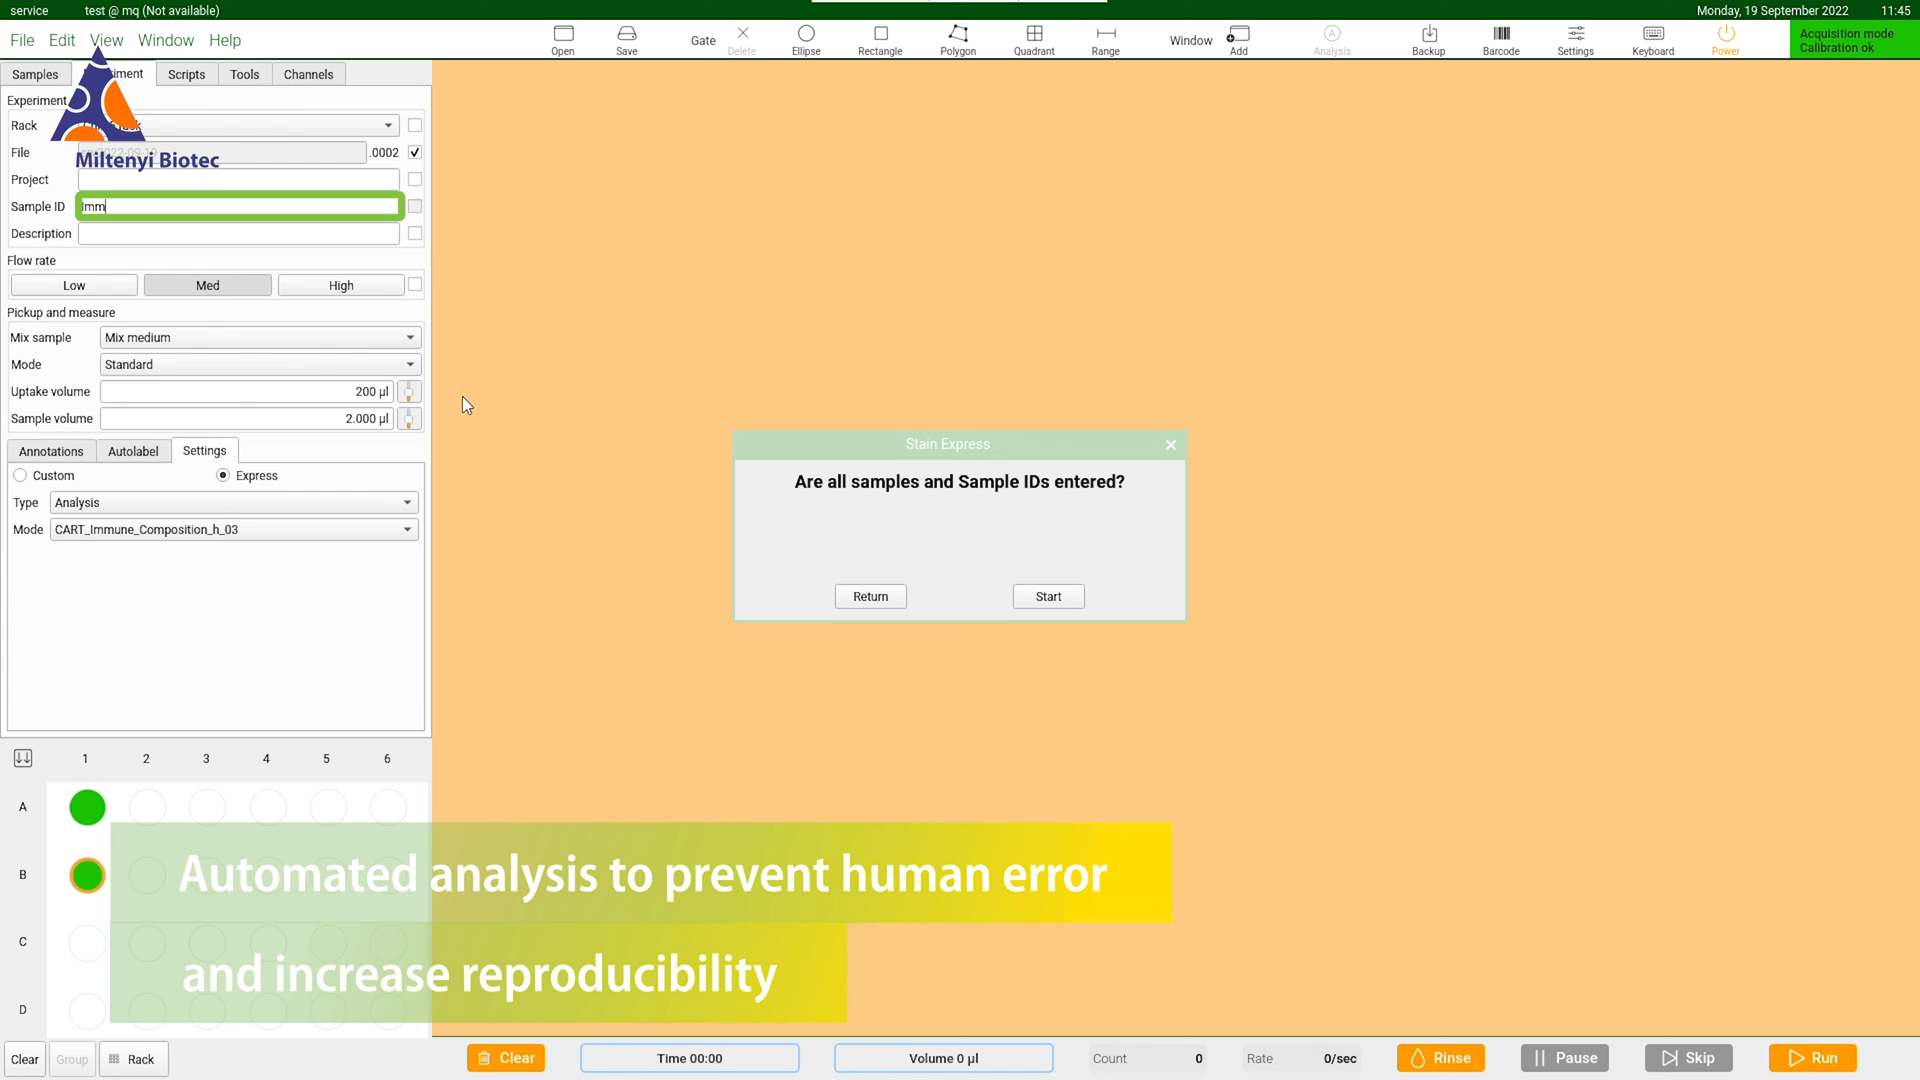 service test @ mq (Not available) Monday, 19 September 2022 11:45
File Edit View Window Help
Open Save Gate Delete Ellipse Rectangle Polygon Quadrant Range Window Add Analysis Backup Barcode Settings Keyboard Power
Acquisition mode
Calibration ok
Samples Scripts Tools Channels
Experiment
Rack
File .0002
Miltenyi Biotec
Project
Sample ID Imm
Description
Flow rate
Low Med High
Pickup and measure
Mix sample Mix medium
Mode Standard
Uptake volume 200 µl
Sample volume 2.000 µl
Annotations Autolabel Settings
Custom Express
Type Analysis
Mode CART_Immune_Composition_h_03
Stain Express
Are all samples and Sample IDs entered?
Return Start
1 2 3 4 5 6
A
B
C
D
Automated analysis to prevent human error
and increase reproducibility
Clear Group Rack
Clear Time 00:00 Volume 0 µl Count 0 Rate 0/sec Rinse Pause Skip Run